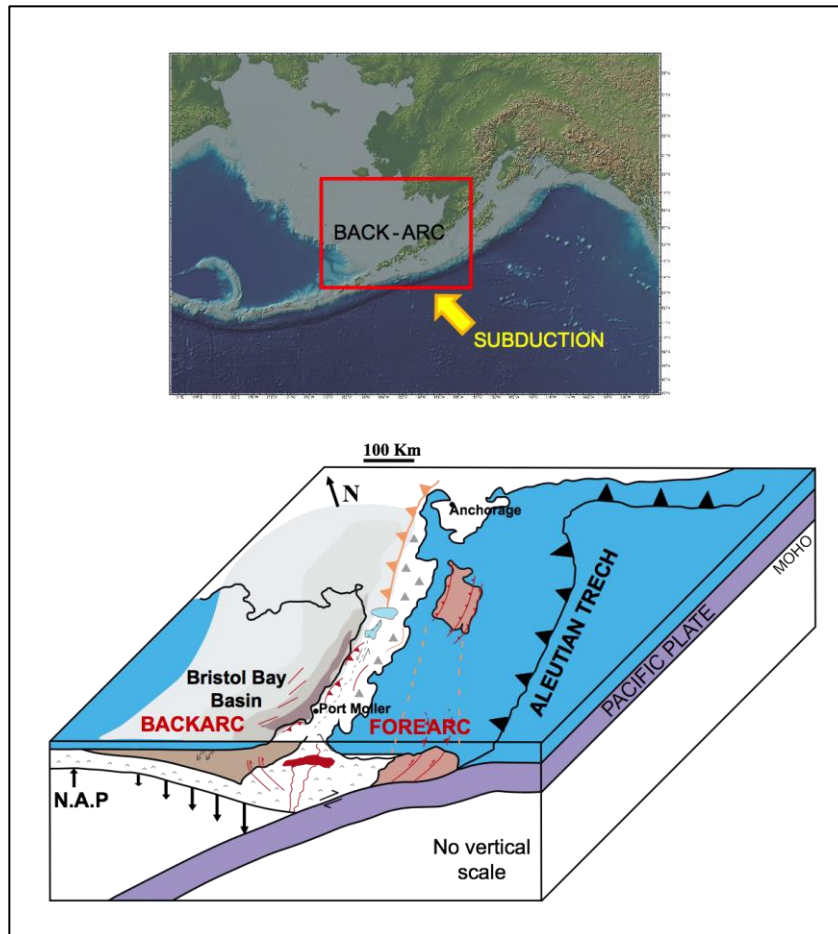 BACK-ARC
SUBDUCTION
100 Km
N
Anchorage
MOHO
ALEUTIAN TRECH
PACIFIC PLATE
Bristol Bay
Basin
Port Moller
BACKARC
FOREARC
N.A.P
No vertical
scale